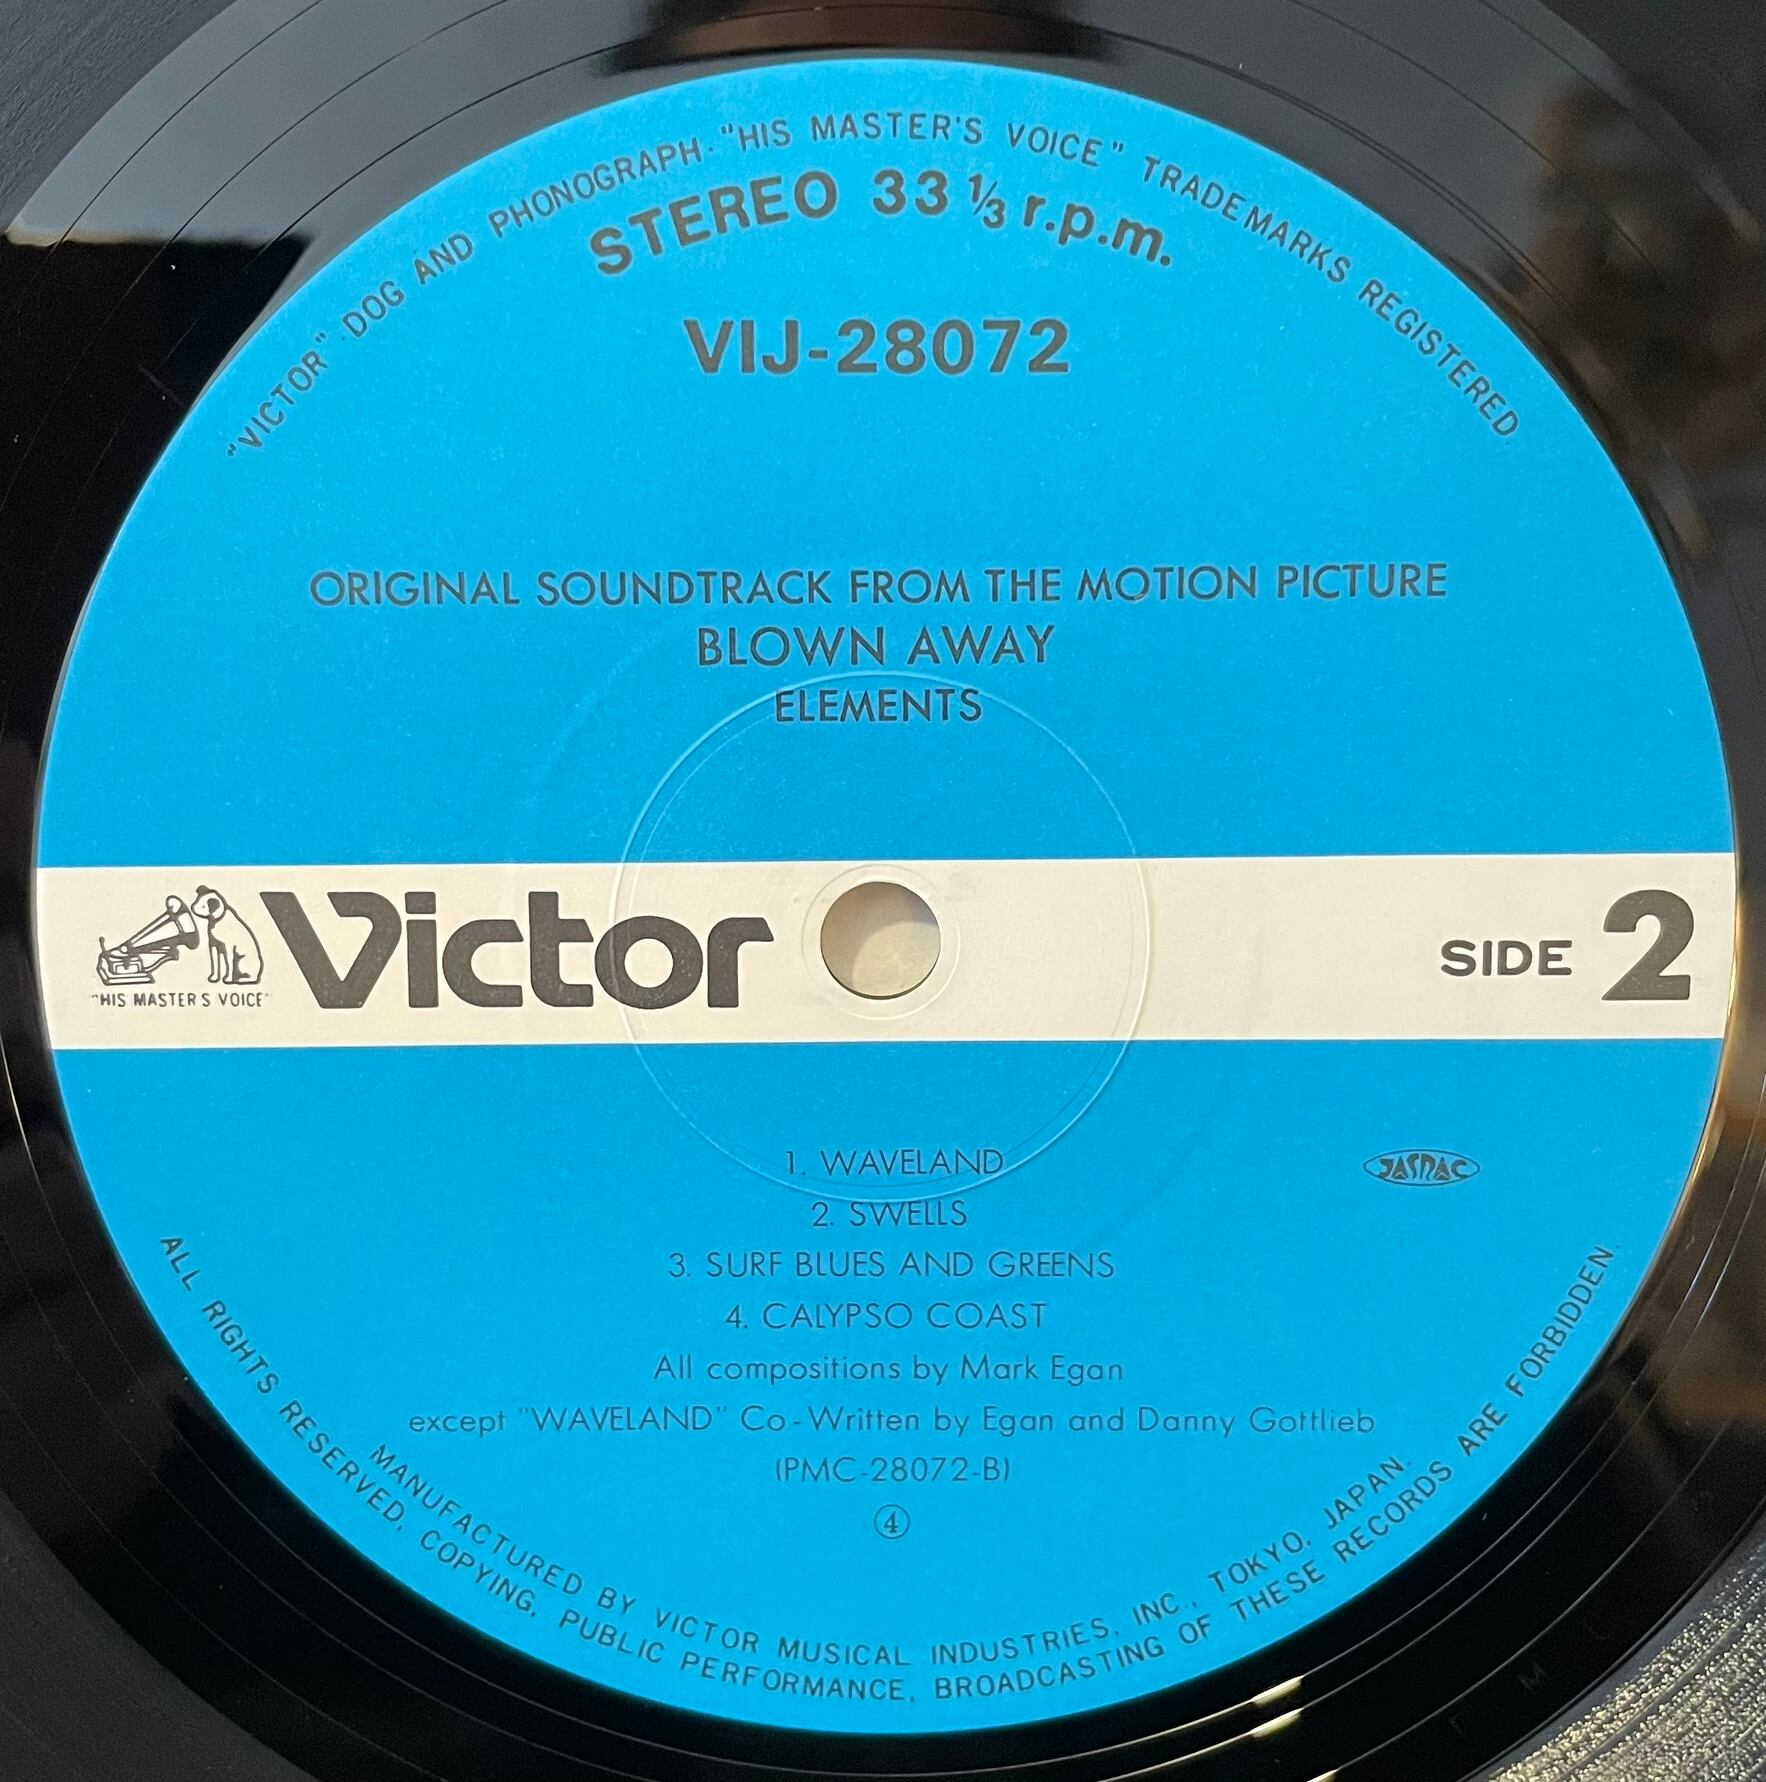 "VICTOR" · DOG AND PHONOGRAPH · "HIS MASTER'S VOICE" TRADEMARKS REGISTERED.
STEREO 33 1/3 r.p.m.
VIJ-28072
ORIGINAL SOUNDTRACK FROM THE MOTION PICTURE
BLOWN AWAY
ELEMENTS
Victor
"HIS MASTER'S VOICE"
SIDE 2
1. WAVELAND
JASRAC
2. SWELLS
3. SURF BLUES AND GREENS
4. CALYPSO COAST
All compositions by Mark Egan
except "WAVELAND" Co-Written by Egan and Danny Gottlieb
(PMC-28072-B)
④
MANUFACTURED BY VICTOR MUSICAL INDUSTRIES, INC., TOKYO, JAPAN.
ALL RIGHTS RESERVED, COPYING, PUBLIC PERFORMANCE, BROADCASTING OF THESE RECORDS ARE FORBIDDEN.